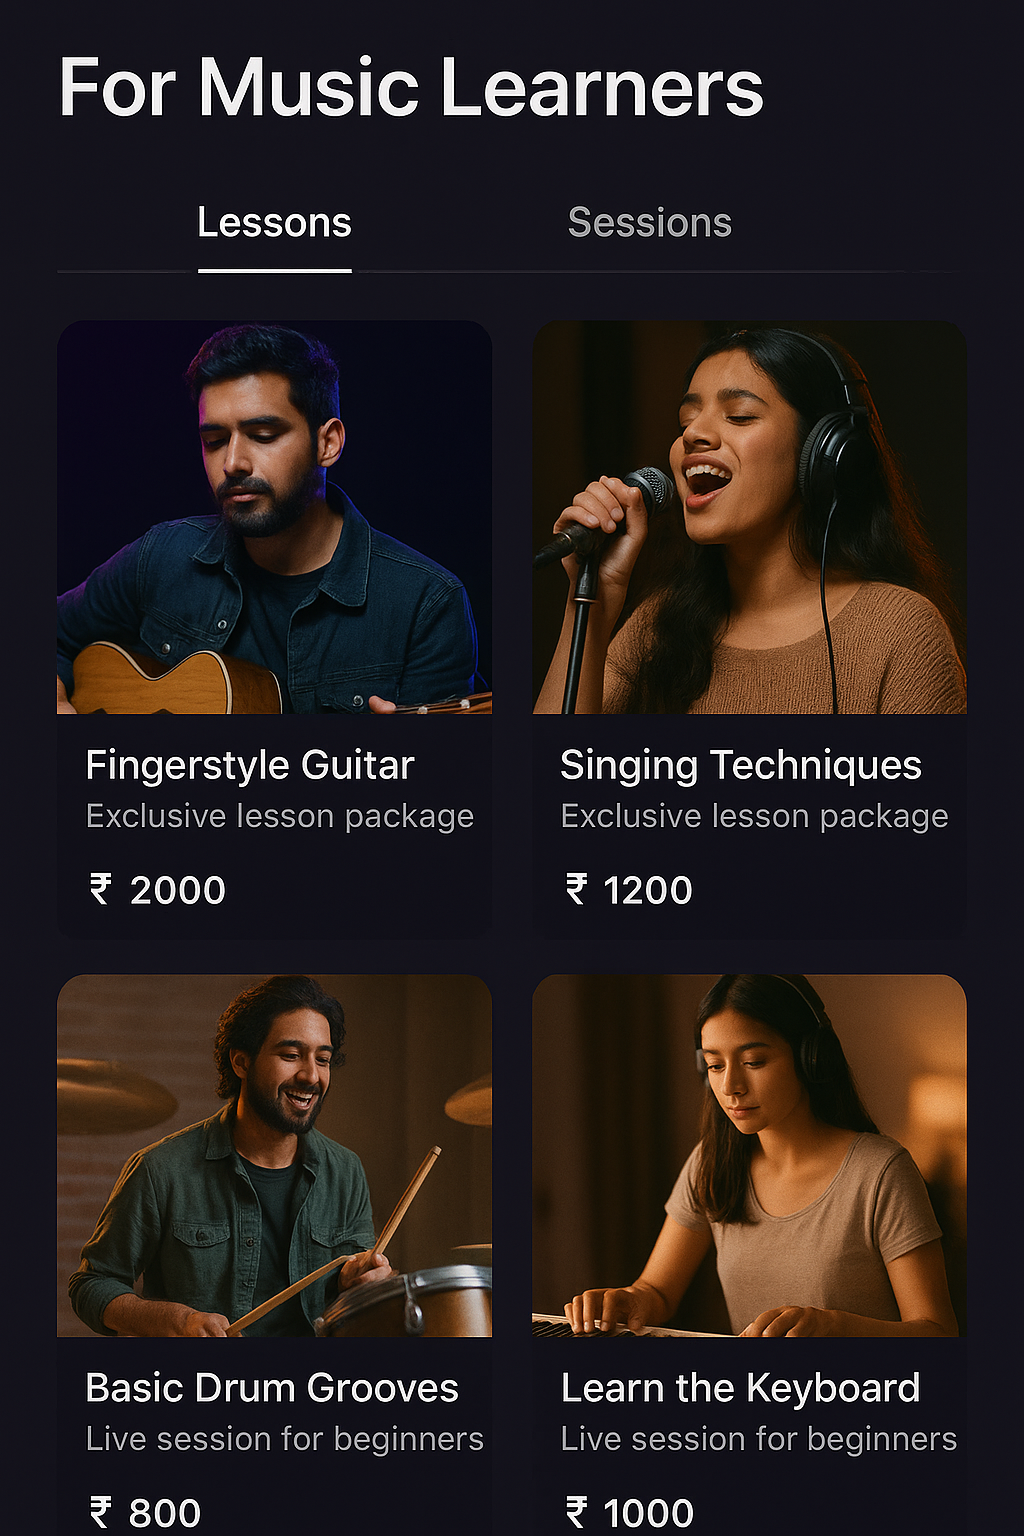 For Music Learners
Lessons
Sessions
Fingerstyle Guitar
Exclusive lesson package
₹ 2000
Singing Techniques
Exclusive lesson package
₹ 1200
Basic Drum Grooves
Live session for beginners
₹ 800
Learn the Keyboard
Live session for beginners
₹ 1000